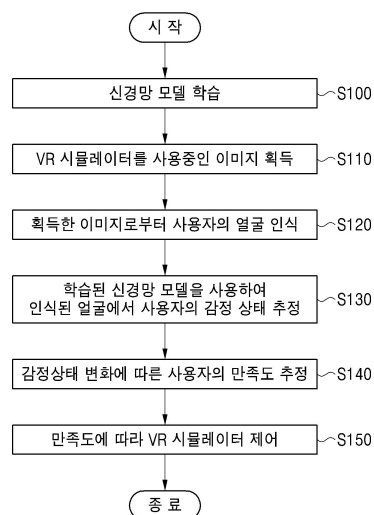 시 작
신경망 모델 학습
S100
VR 시뮬레이터를 사용중인 이미지 획득
S110
획득한 이미지로부터 사용자의 열굴 인식
S120
학습된 신경망 모델을 사용하여
인식된 얼굴에서 사용자의 감정 상태 추정
S130
감정상태 변화에 따른 사용자의 만족도 추정
S140
만족도에 따라 VR 시뮬레이터 제어
S150
종 료